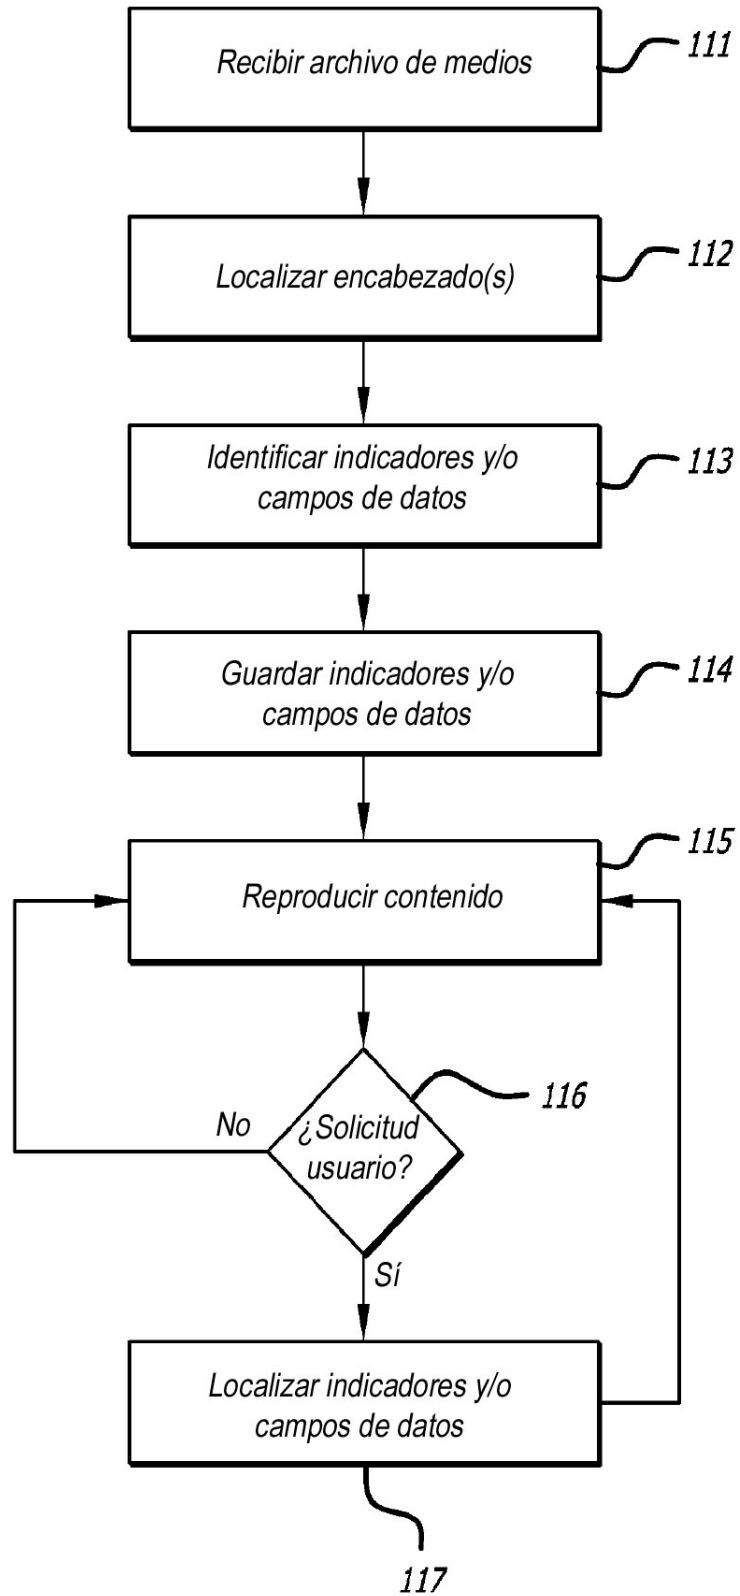 Recibir archivo de medios
111
Localizar encabezado(s)
112
Identificar indicadores y/o
campos de datos
113
Guardar indicadores y/o
campos de datos
114
Reproducir contenido
115
¿Solicitud
usuario?
116
No
Sí
Localizar indicadores y/o
campos de datos
117